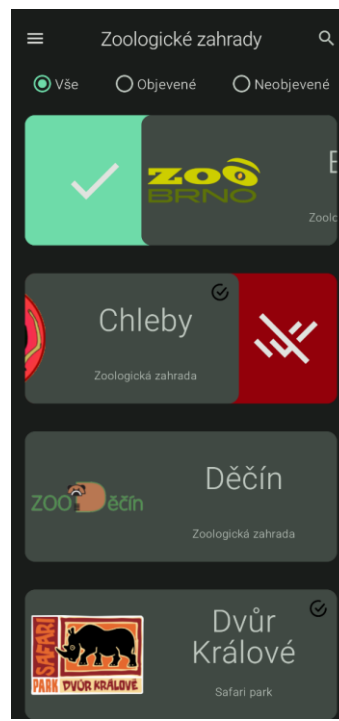 Zoologické zahrady
Vše
Objevené
Neobjevené
ZOO
BRNO
Chleby
Zoologická zahrada
ZOO Děčín
Děčín
Zoologická zahrada
SAFARI
PARK DVŮR KRÁLOVÉ
Dvůr
Králové
Safari park